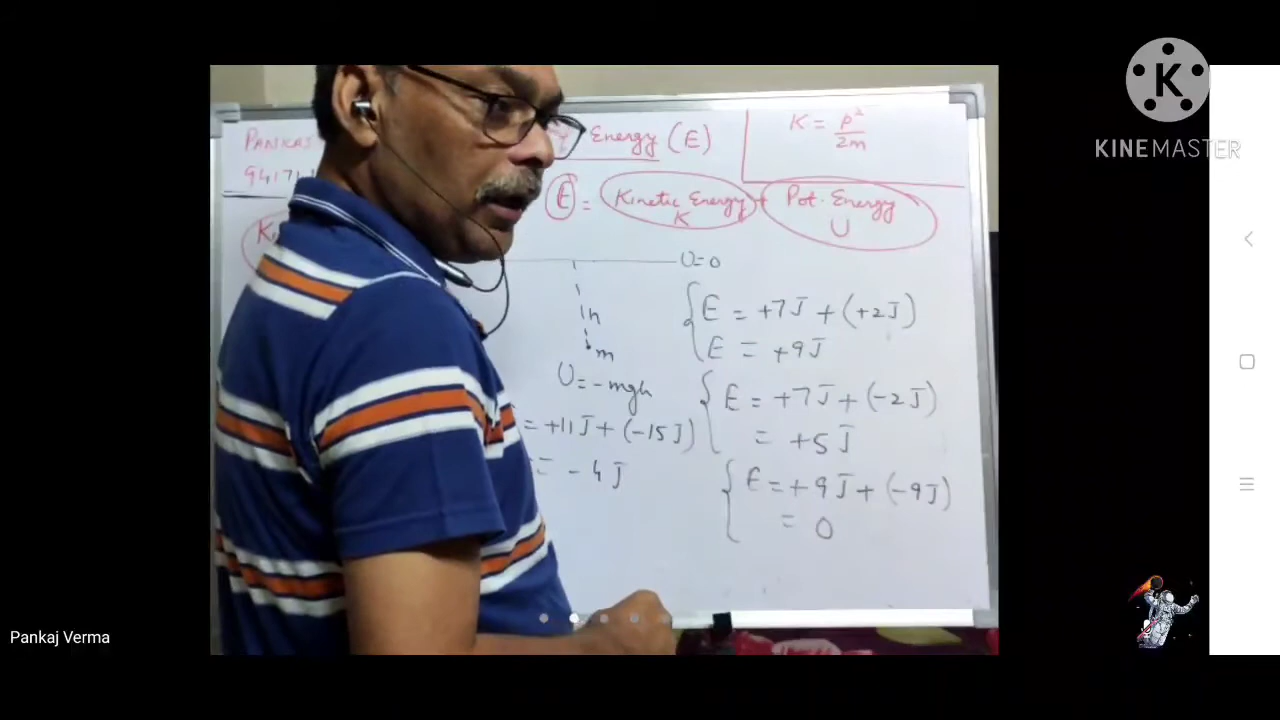 K
KINEMASTER
PANKAJ
Energy (E)
K = p²/2m
E = Kinetic Energy + Pot. Energy
K U
U=0
h
m
U = -mgh
= +11J + (-15J)
= -4J
E = +7J + (+2J)
E = +9J
E = +7J + (-2J)
= +5J
E = +9J + (-9J)
= 0
Pankaj Verma